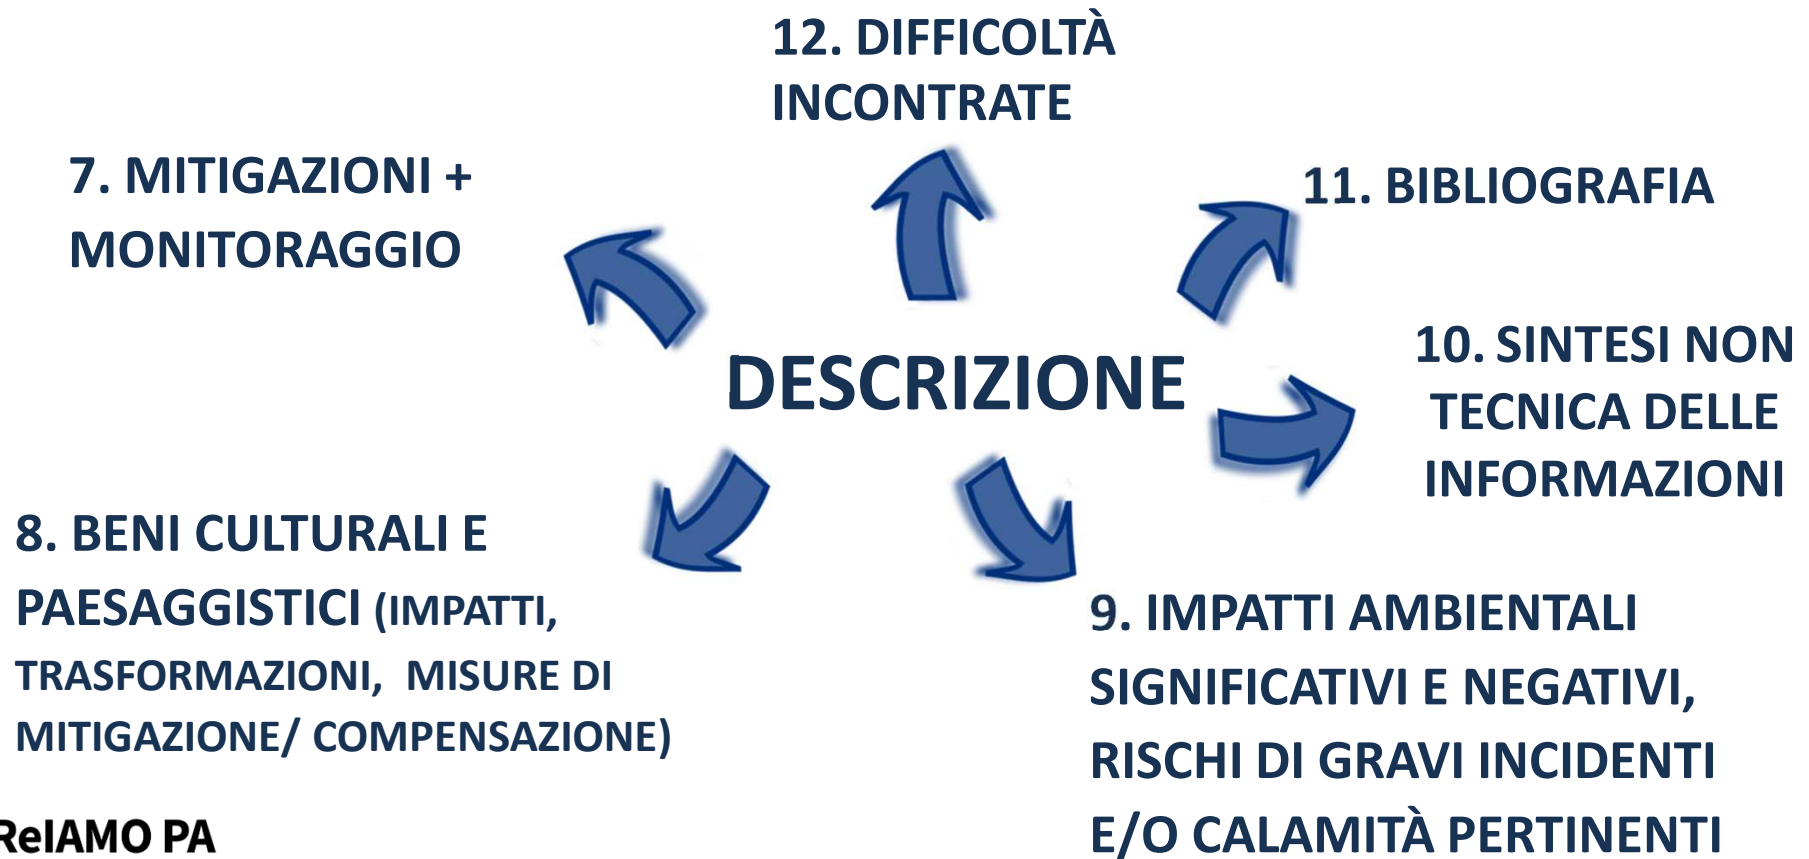 12. DIFFICOLTÀ
INCONTRATE
7. MITIGAZIONI +
MONITORAGGIO
11. BIBLIOGRAFIA
DESCRIZIONE
10. SINTESI NON
TECNICA DELLE
INFORMAZIONI
8. BENI CULTURALI E
PAESAGGISTICI (IMPATTI,
TRASFORMAZIONI, MISURE DI
MITIGAZIONE/ COMPENSAZIONE)
9. IMPATTI AMBIENTALI
SIGNIFICATIVI E NEGATIVI,
RISCHI DI GRAVI INCIDENTI
E/O CALAMITÀ PERTINENTI
ReIAMO PA